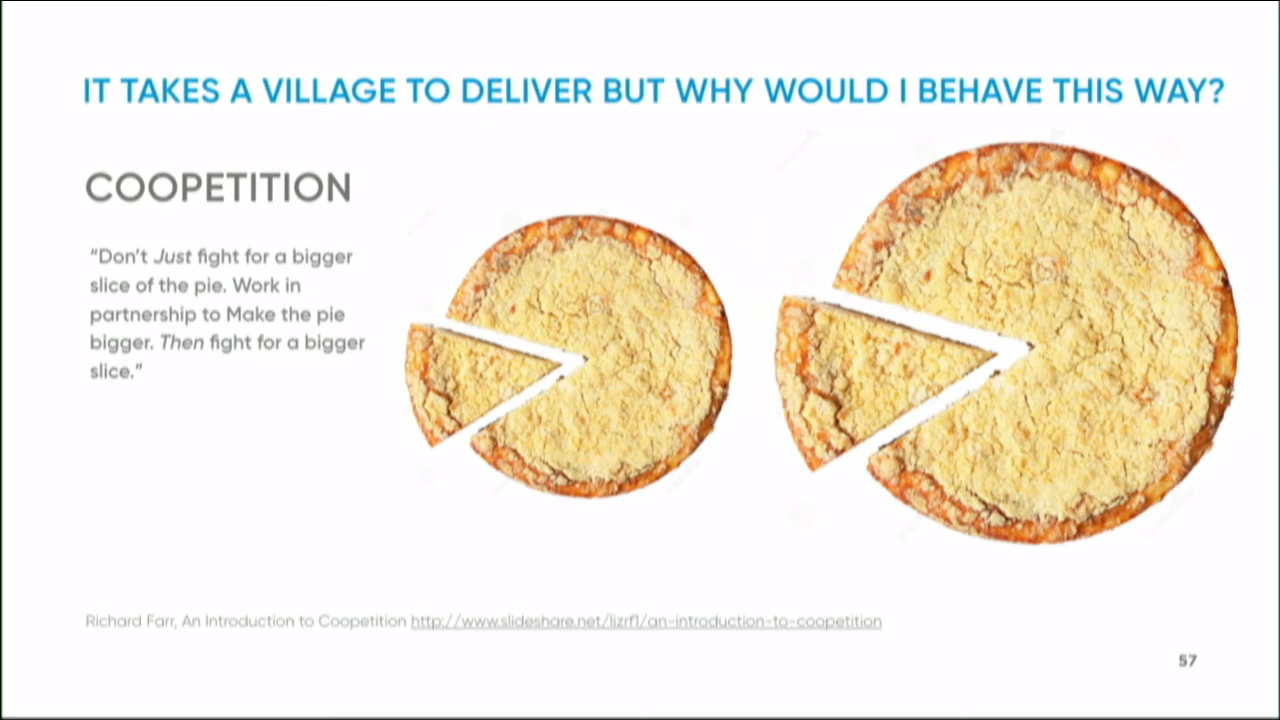 IT TAKES A VILLAGE TO DELIVER BUT WHY WOULD I BEHAVE THIS WAY?
COOPETITION
“Don’t Just fight for a bigger
slice of the pie. Work in
partnership to Make the pie
bigger. Then fight for a bigger
slice.”
Richard Farr, An Introduction to Coopetition http://www.slideshare.net/lizrf1/an-introduction-to-coopetition
57